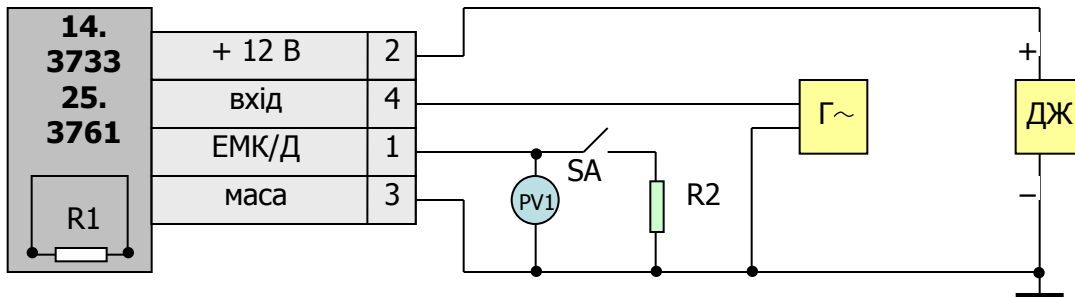 14.
3733
25.
3761
R1
+ 12 В 2
вхід 4
ЕМК/Д 1
маса 3
SA
PV1
R2
Г~
+
ДЖ
−